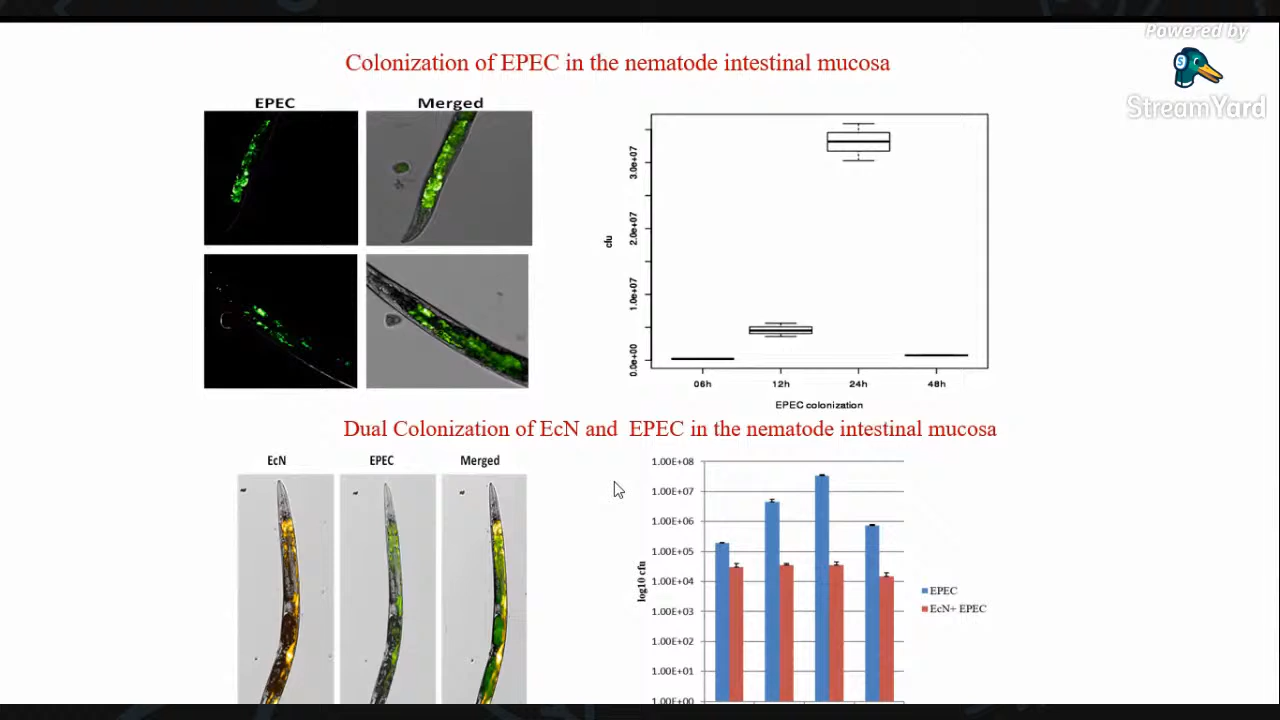 Powered by
StreamYard
Colonization of EPEC in the nematode intestinal mucosa
EPEC
Merged
cfu
3.0e+07
2.0e+07
1.0e+07
0.0e+00
06h
12h
24h
48h
EPEC colonization
Dual Colonization of EcN and EPEC in the nematode intestinal mucosa
EcN
EPEC
Merged
log10 cfu
1.00E+08
1.00E+07
1.00E+06
1.00E+05
1.00E+04
1.00E+03
1.00E+02
1.00E+01
1.00E+00
EPEC
EcN+ EPEC